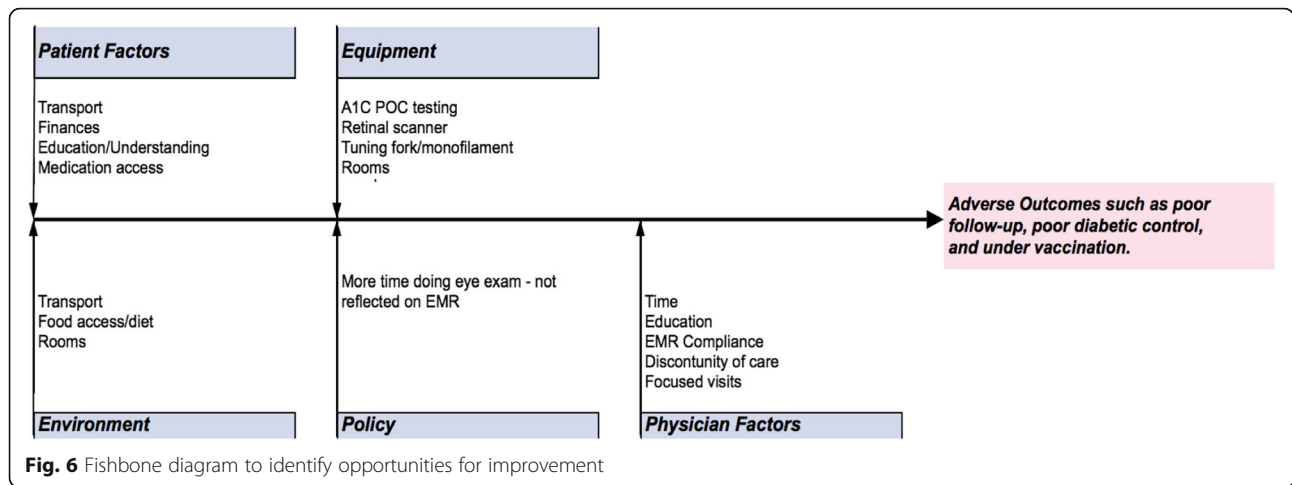 Patient Factors
Transport
Finances
Education/Understanding
Medication access
Equipment
A1C POC testing
Retinal scanner
Tuning fork/monofilament
Rooms
Adverse Outcomes such as poor
follow-up, poor diabetic control,
and under vaccination.
Transport
Food access/diet
Rooms
Environment
More time doing eye exam - not
reflected on EMR
Policy
Time
Education
EMR Compliance
Discontunity of care
Focused visits
Physician Factors
Fig. 6 Fishbone diagram to identify opportunities for improvement